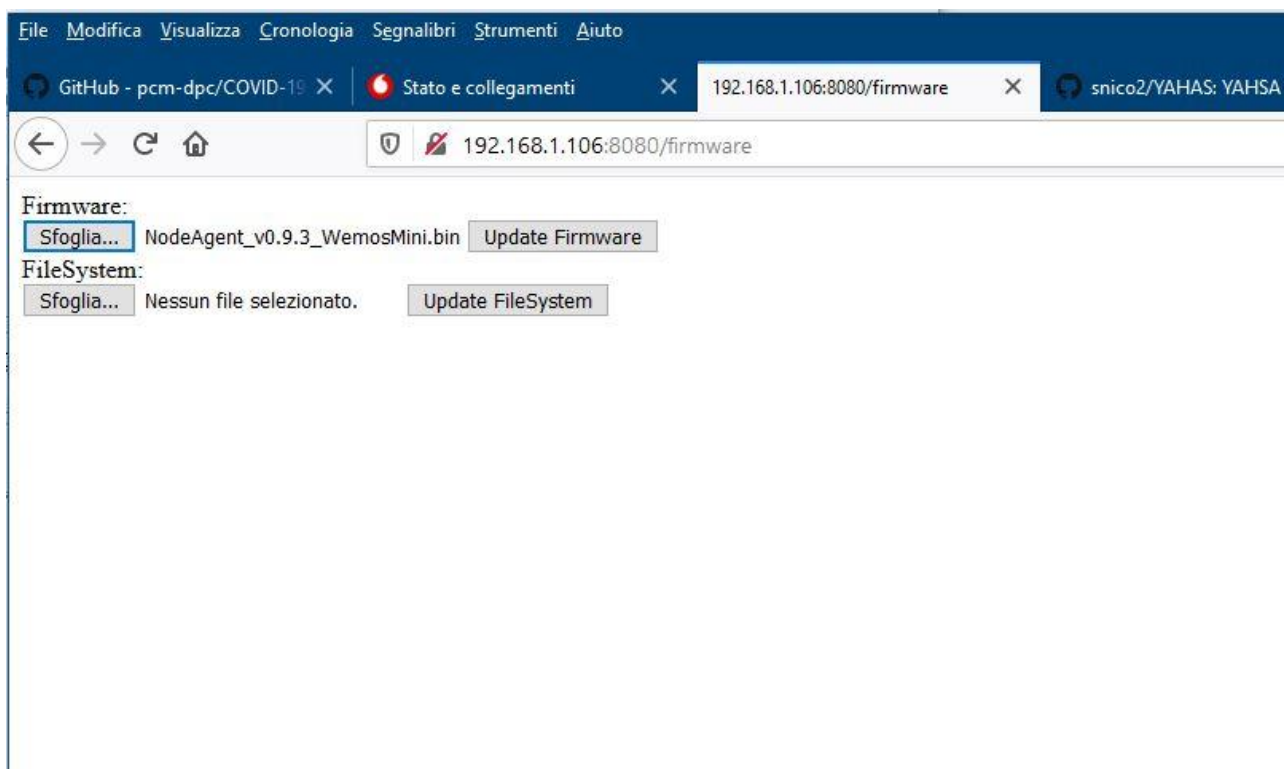 File Modifica Visualizza Cronologia Segnalibri Strumenti Aiuto
GitHub - pcm-dpc/COVID-19 Stato e collegamenti 192.168.1.106:8080/firmware snico2/YAHAS: YAHSA
192.168.1.106:8080/firmware
Firmware:
Sfoglia... NodeAgent_v0.9.3_WemosMini.bin Update Firmware
FileSystem:
Sfoglia... Nessun file selezionato. Update FileSystem